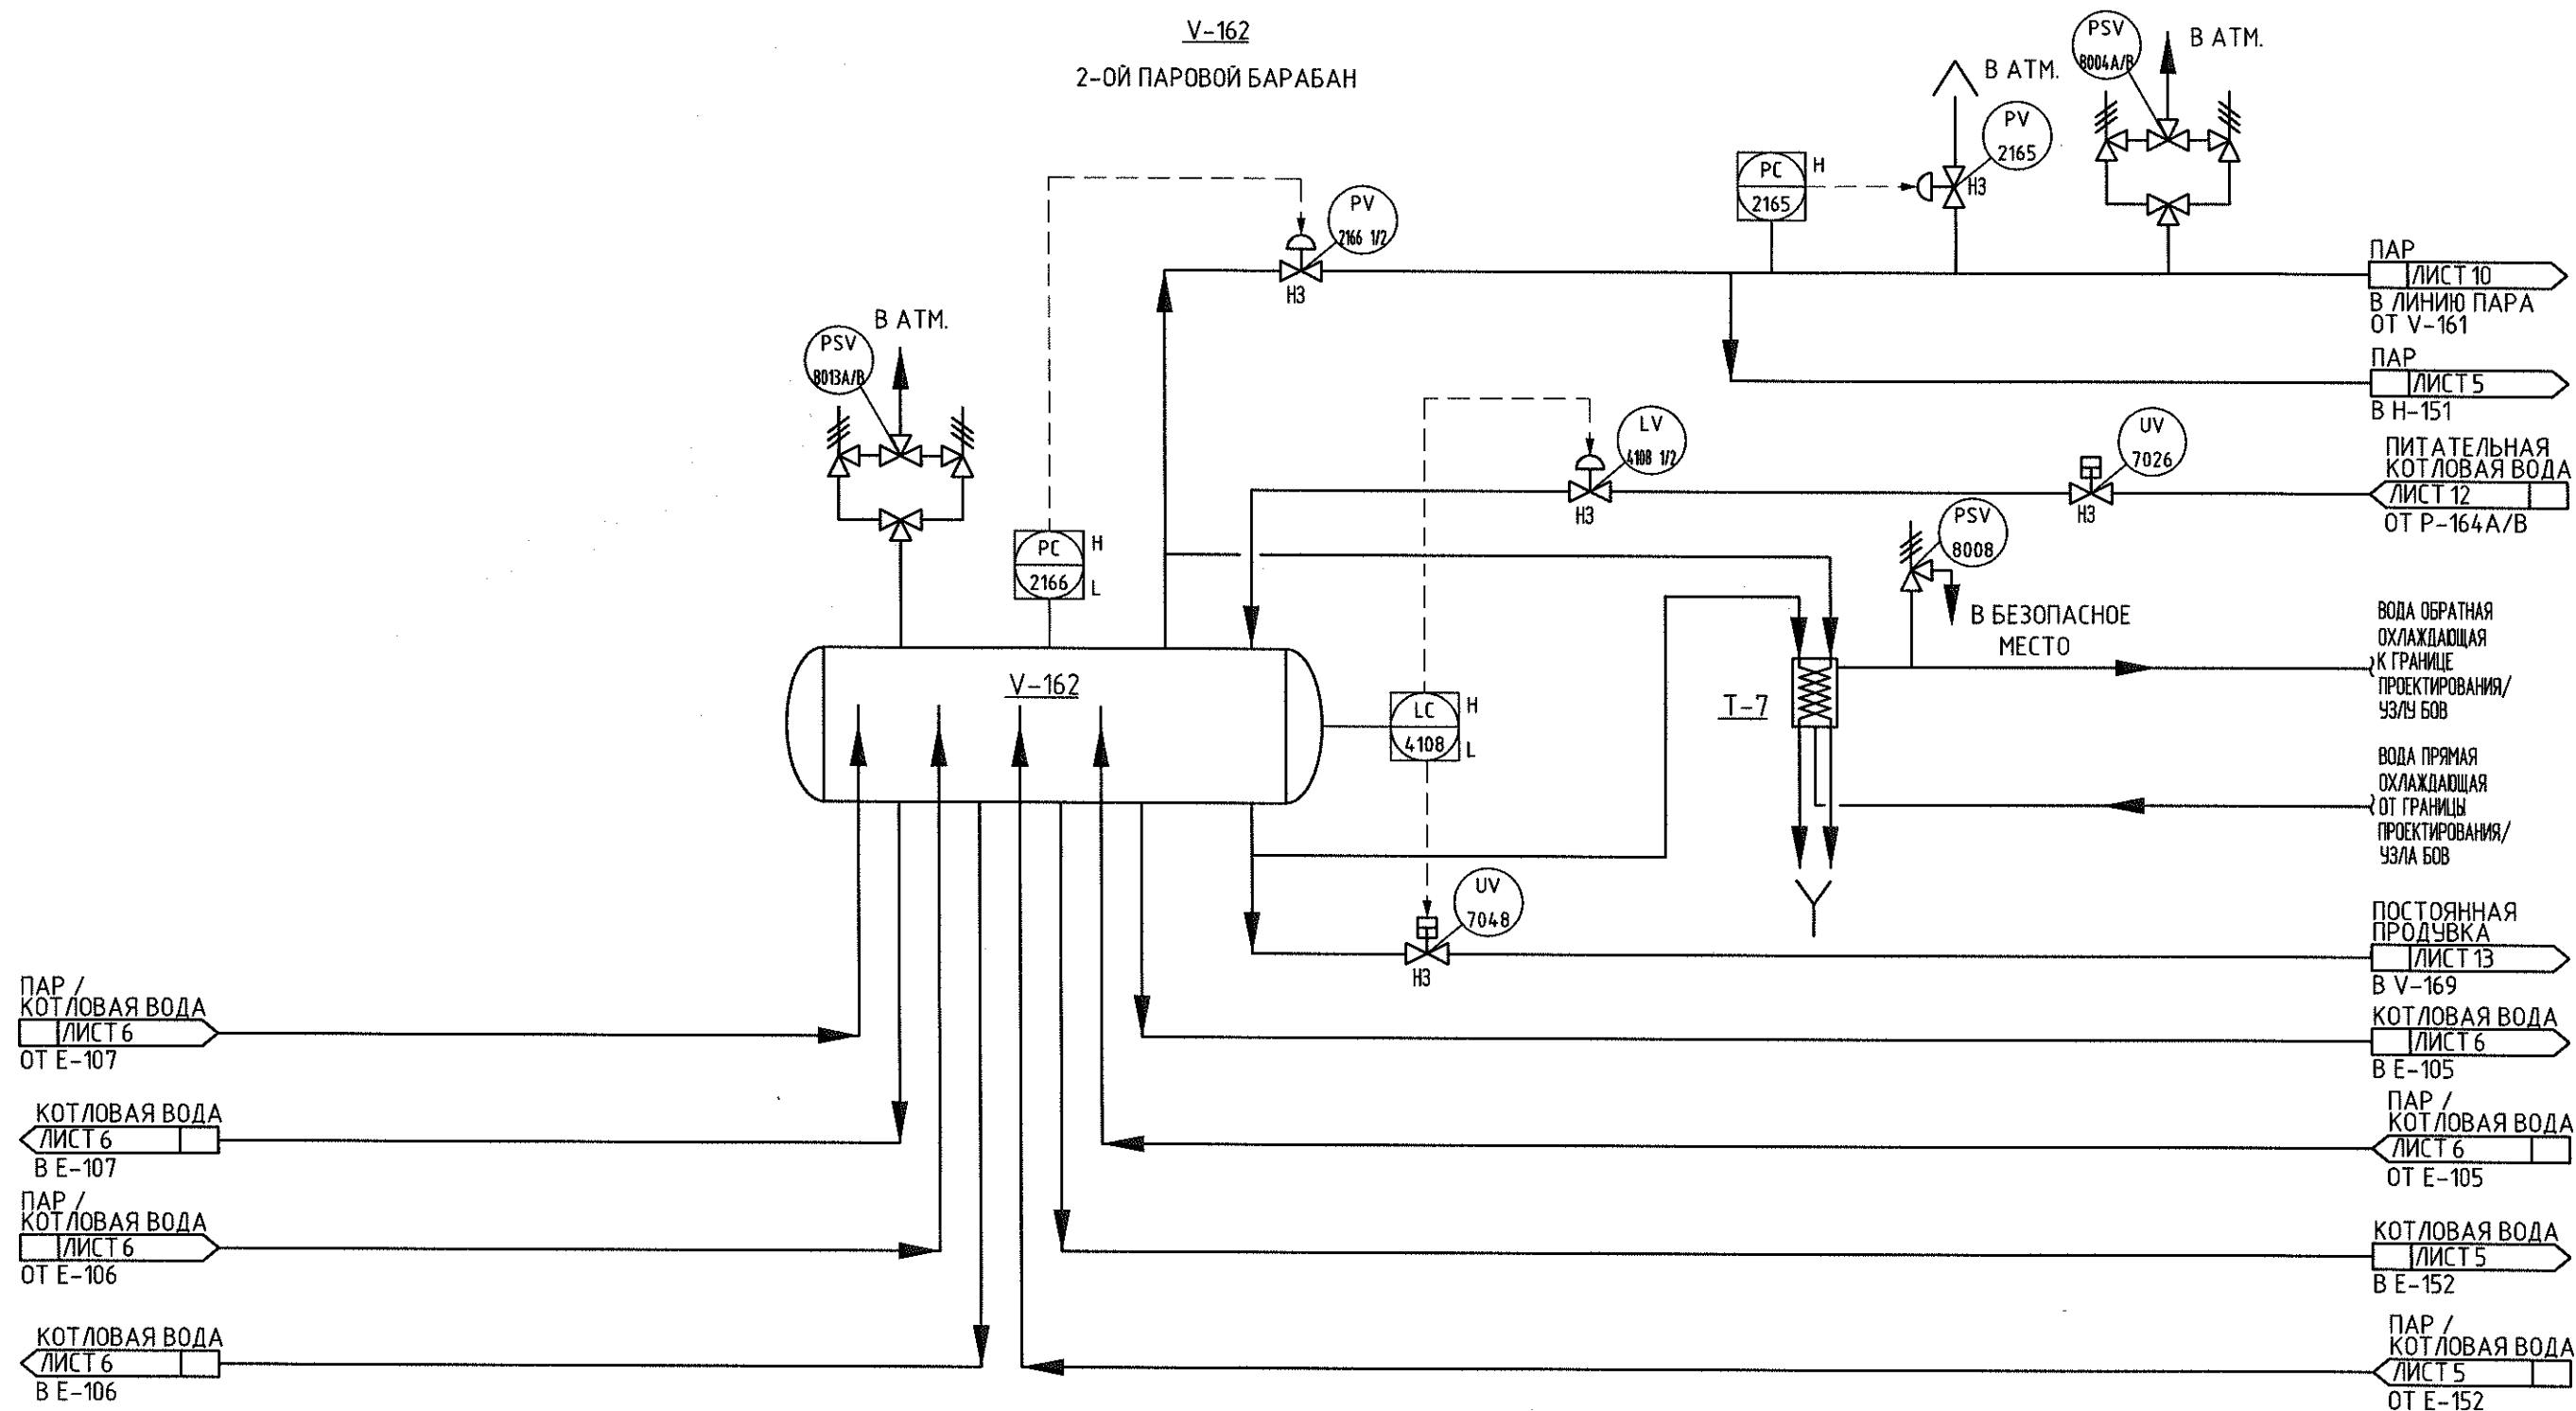 V-162
2-ОЙ ПАРОВОЙ БАРАБАН
PSV
8004A/B
В АТМ.
В АТМ.
PV
2165
PC
2165
H
НЗ
PV
2166 1/2
НЗ
ПАР
ЛИСТ 10
В ЛИНИЮ ПАРА
ОТ V-161
PSV
8013A/B
В АТМ.
ПАР
ЛИСТ 5
В Н-151
LV
4108 1/2
НЗ
UV
7026
НЗ
ПИТАТЕЛЬНАЯ
КОТЛОВАЯ ВОДА
ЛИСТ 12
ОТ Р-164А/В
PC
2166
H
L
PSV
8008
В БЕЗОПАСНОЕ
МЕСТО
ВОДА ОБРАТНАЯ
ОХЛАЖДАЮЩАЯ
К ГРАНИЦЕ
ПРОЕКТИРОВАНИЯ/
УЗЛУ БОВ
V-162
LC
4108
H
L
Т-7
ВОДА ПРЯМАЯ
ОХЛАЖДАЮЩАЯ
ОТ ГРАНИЦЫ
ПРОЕКТИРОВАНИЯ/
УЗЛА БОВ
UV
7048
НЗ
ПОСТОЯННАЯ
ПРОДУВКА
ЛИСТ 13
В V-169
ПАР /
КОТЛОВАЯ ВОДА
ЛИСТ 6
ОТ Е-107
КОТЛОВАЯ ВОДА
ЛИСТ 6
В Е-105
КОТЛОВАЯ ВОДА
ЛИСТ 6
В Е-107
ПАР /
КОТЛОВАЯ ВОДА
ЛИСТ 6
ОТ Е-105
ПАР /
КОТЛОВАЯ ВОДА
ЛИСТ 6
ОТ Е-106
КОТЛОВАЯ ВОДА
ЛИСТ 5
В Е-152
КОТЛОВАЯ ВОДА
ЛИСТ 6
В Е-106
ПАР /
КОТЛОВАЯ ВОДА
ЛИСТ 5
ОТ Е-152